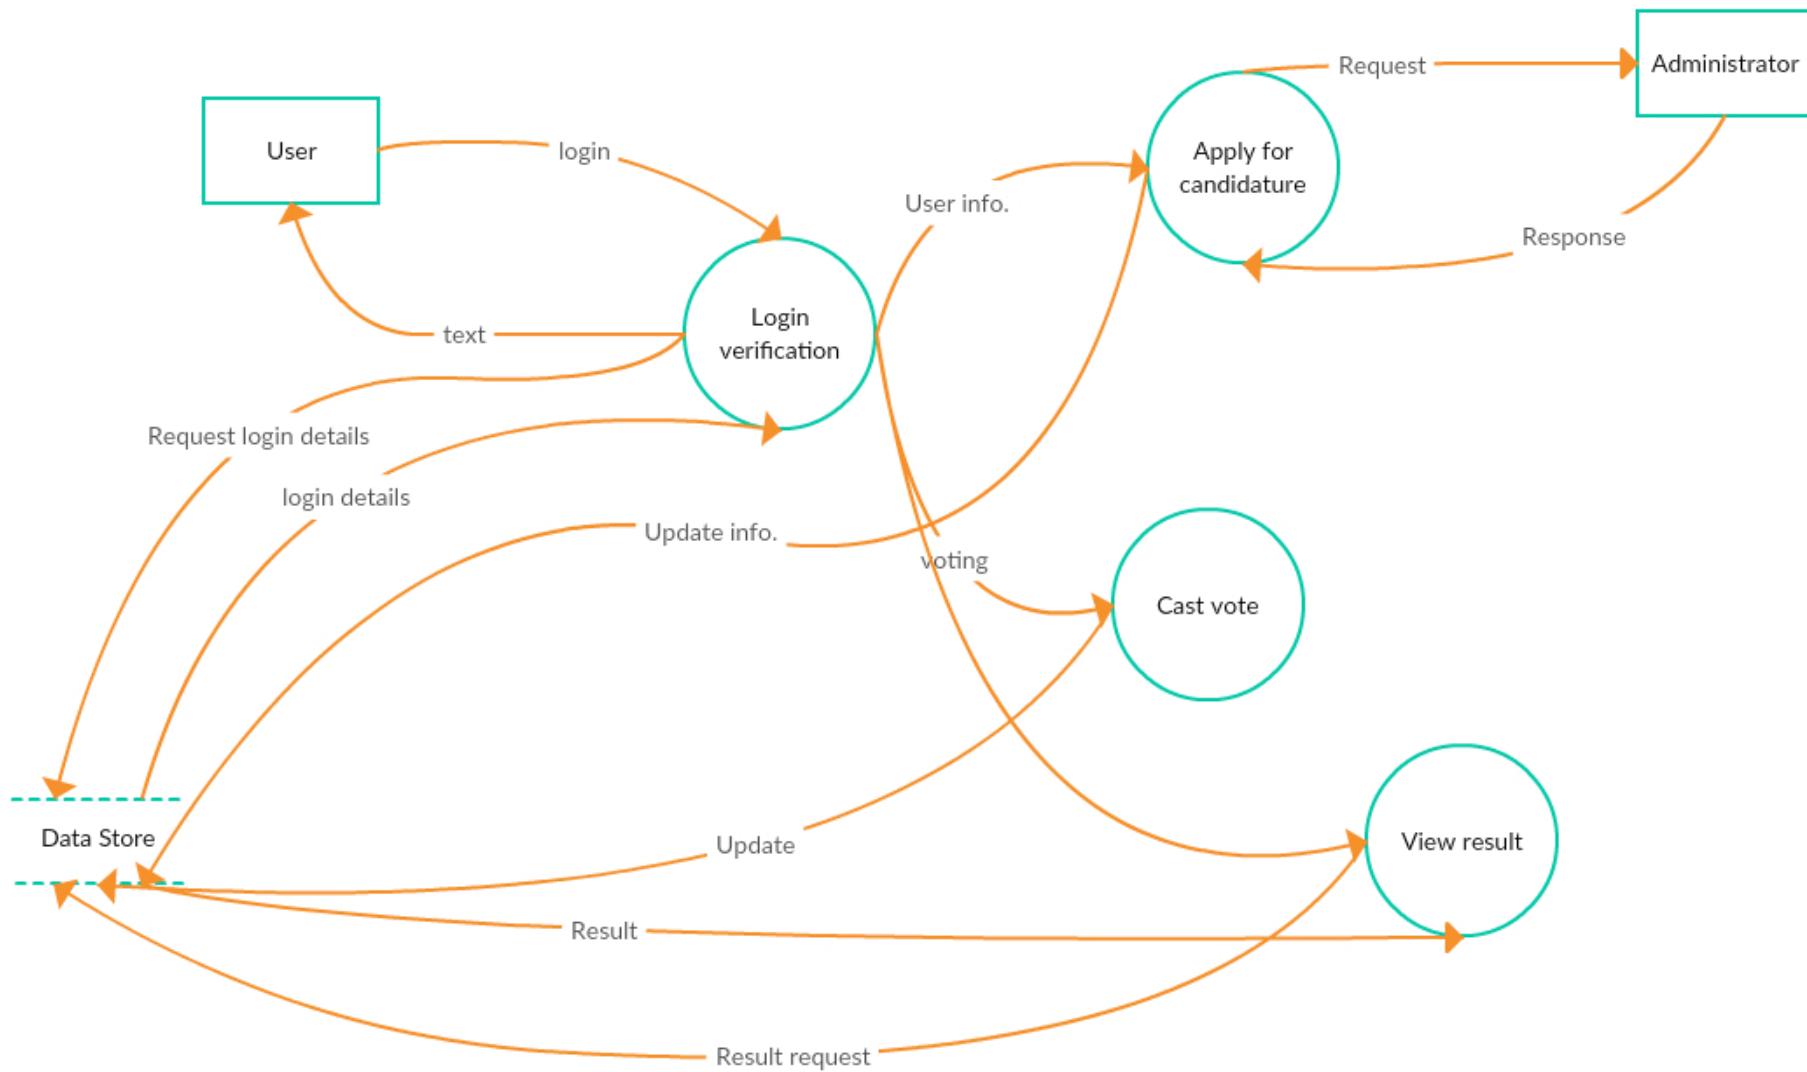 Administrator
Request
User
login
Apply for
candidature
User info.
Response
Login
verification
text
Request login details
login details
Update info.
voting
Cast vote
Data Store
Update
View result
Result
Result request